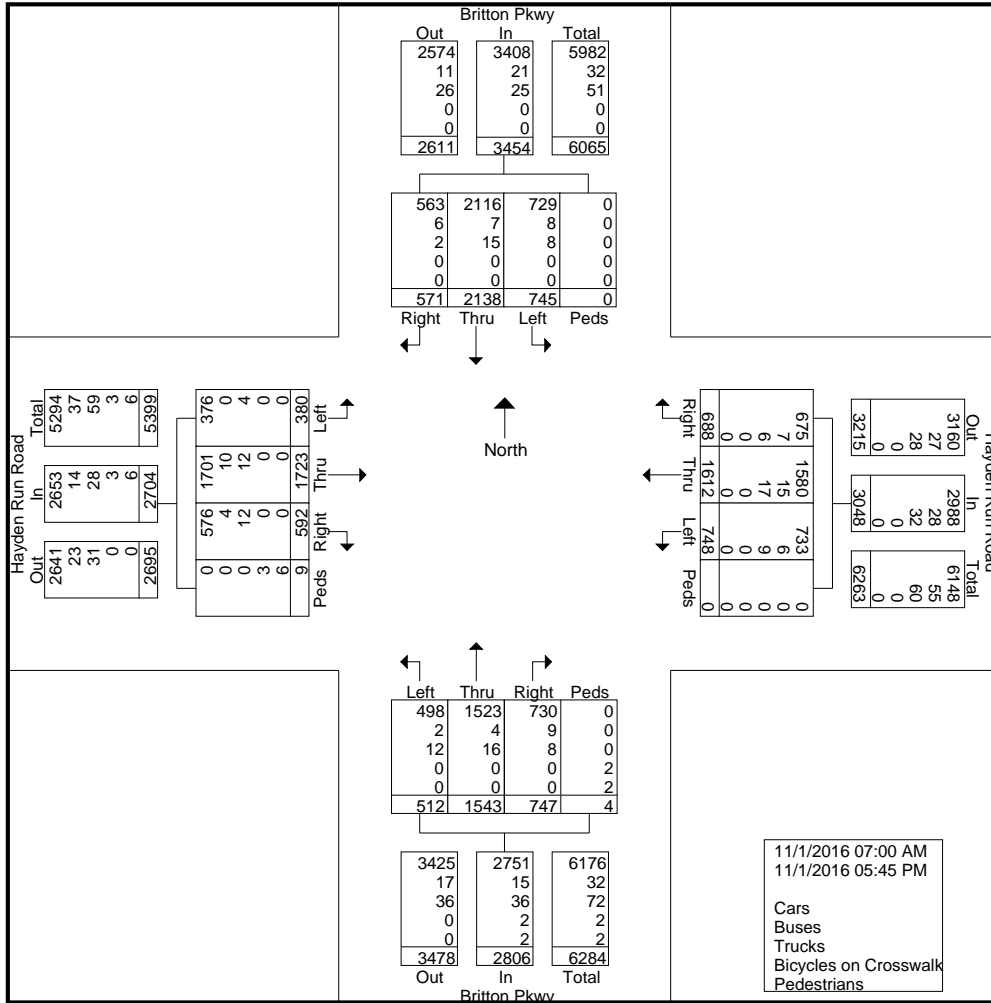 Britton Pkwy
Out In Total
2574 3408 5982
11 21 32
26 25 51
0 0 0
0 0 0
2611 3454 6065
563 2116 729 0
6 7 8 0
2 15 8 0
0 0 0 0
0 0 0 0
571 2138 745 0
Right Thru Left Peds
Hayden Run Road
Total
5294 37 59 3 6 5399
In
2653 14 28 3 6 2704
Out
2641 23 31 0 0 2695
376 0 4 0 0 380 Left
1701 10 12 0 0 1723 Thru
576 4 12 0 0 592 Right
0 0 0 3 6 9 Peds
North
Right 688 0 0 6 7 675
Thru 1612 0 0 17 15 1580
Left 748 0 0 9 6 733
Peds 0 0 0 0 0 0
Hayden Run Road
Out
3215 0 0 28 27 3160
In
3048 0 0 32 28 2988
Total
6263 0 0 60 55 6148
Left Thru Right Peds
498 1523 730 0
2 4 9 0
12 16 8 0
0 0 0 2
0 0 0 2
512 1543 747 4
3425 2751 6176
17 15 32
36 36 72
0 2 2
0 2 2
3478 2806 6284
Out In Total
Britton Pkwy
11/1/2016 07:00 AM
11/1/2016 05:45 PM
Cars
Buses
Trucks
Bicycles on Crosswalk
Pedestrians